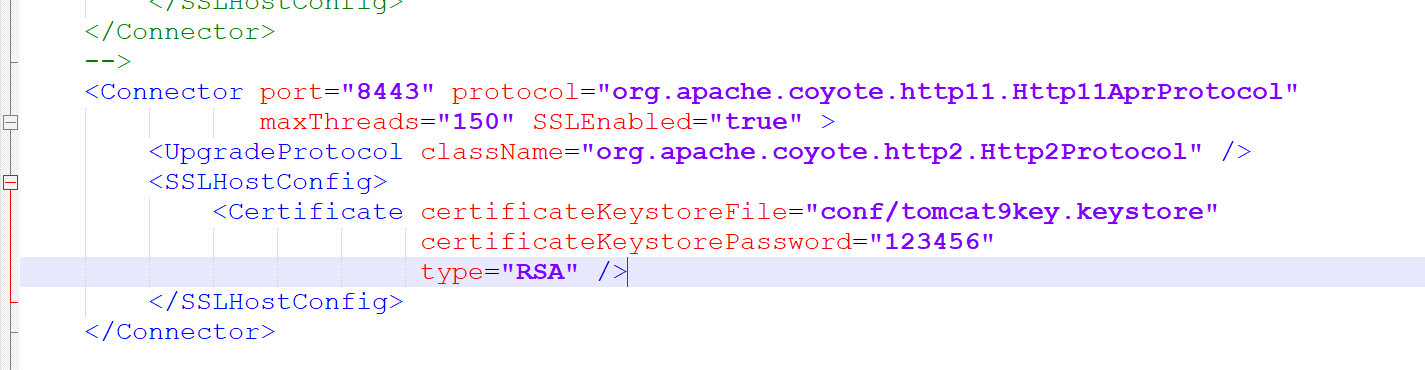 </SSLHostConfig>
</Connector>
-->
<Connector port="8443" protocol="org.apache.coyote.http11.Http11AprProtocol"
maxThreads="150" SSLEnabled="true" >
<UpgradeProtocol className="org.apache.coyote.http2.Http2Protocol" />
<SSLHostConfig>
<Certificate certificateKeystoreFile="conf/tomcat9key.keystore"
certificateKeystorePassword="123456"
type="RSA" />
</SSLHostConfig>
</Connector>